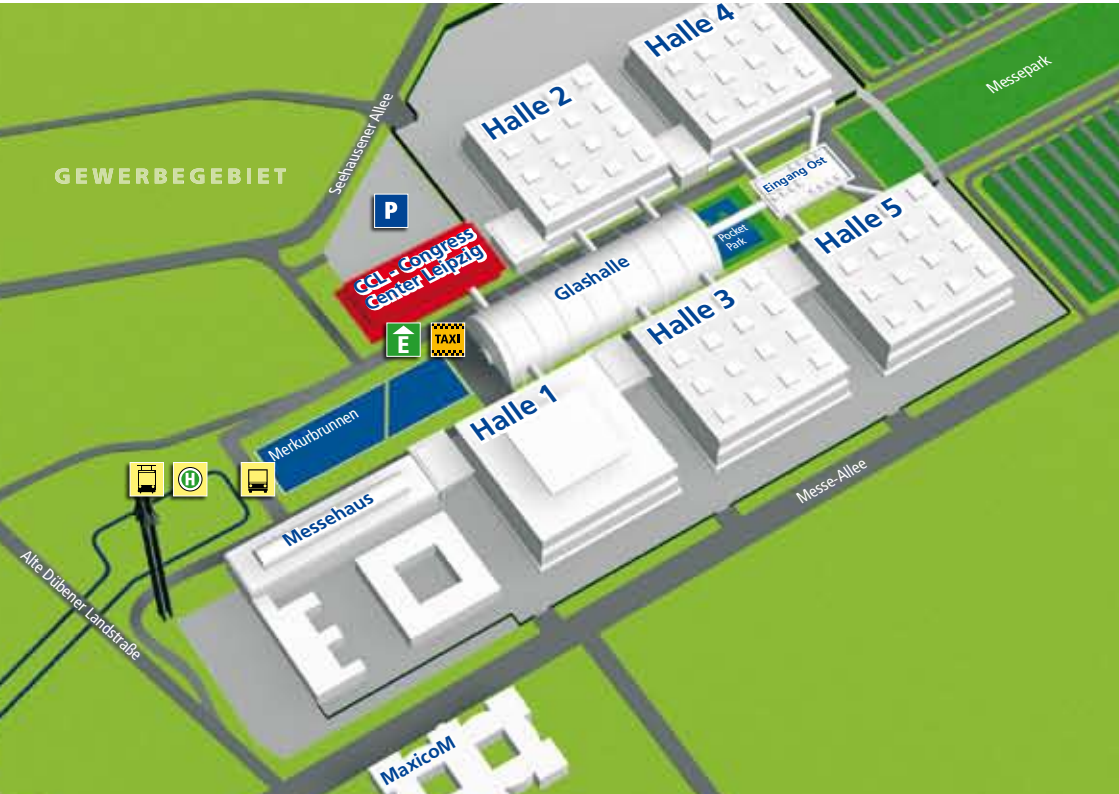 Halle 4
Messepark
Halle 2
Seehausener Allee
GEWERBEGEBIET
Eingang Ost
P
Pocket
Park
Halle 5
CCL - Congress
Center Leipzig
Glashalle
Halle 3
E
TAXI
Halle 1
Merkurbrunnen
H
Messe-Allee
Messehaus
Alte Dübener Landstraße
MaxicoM